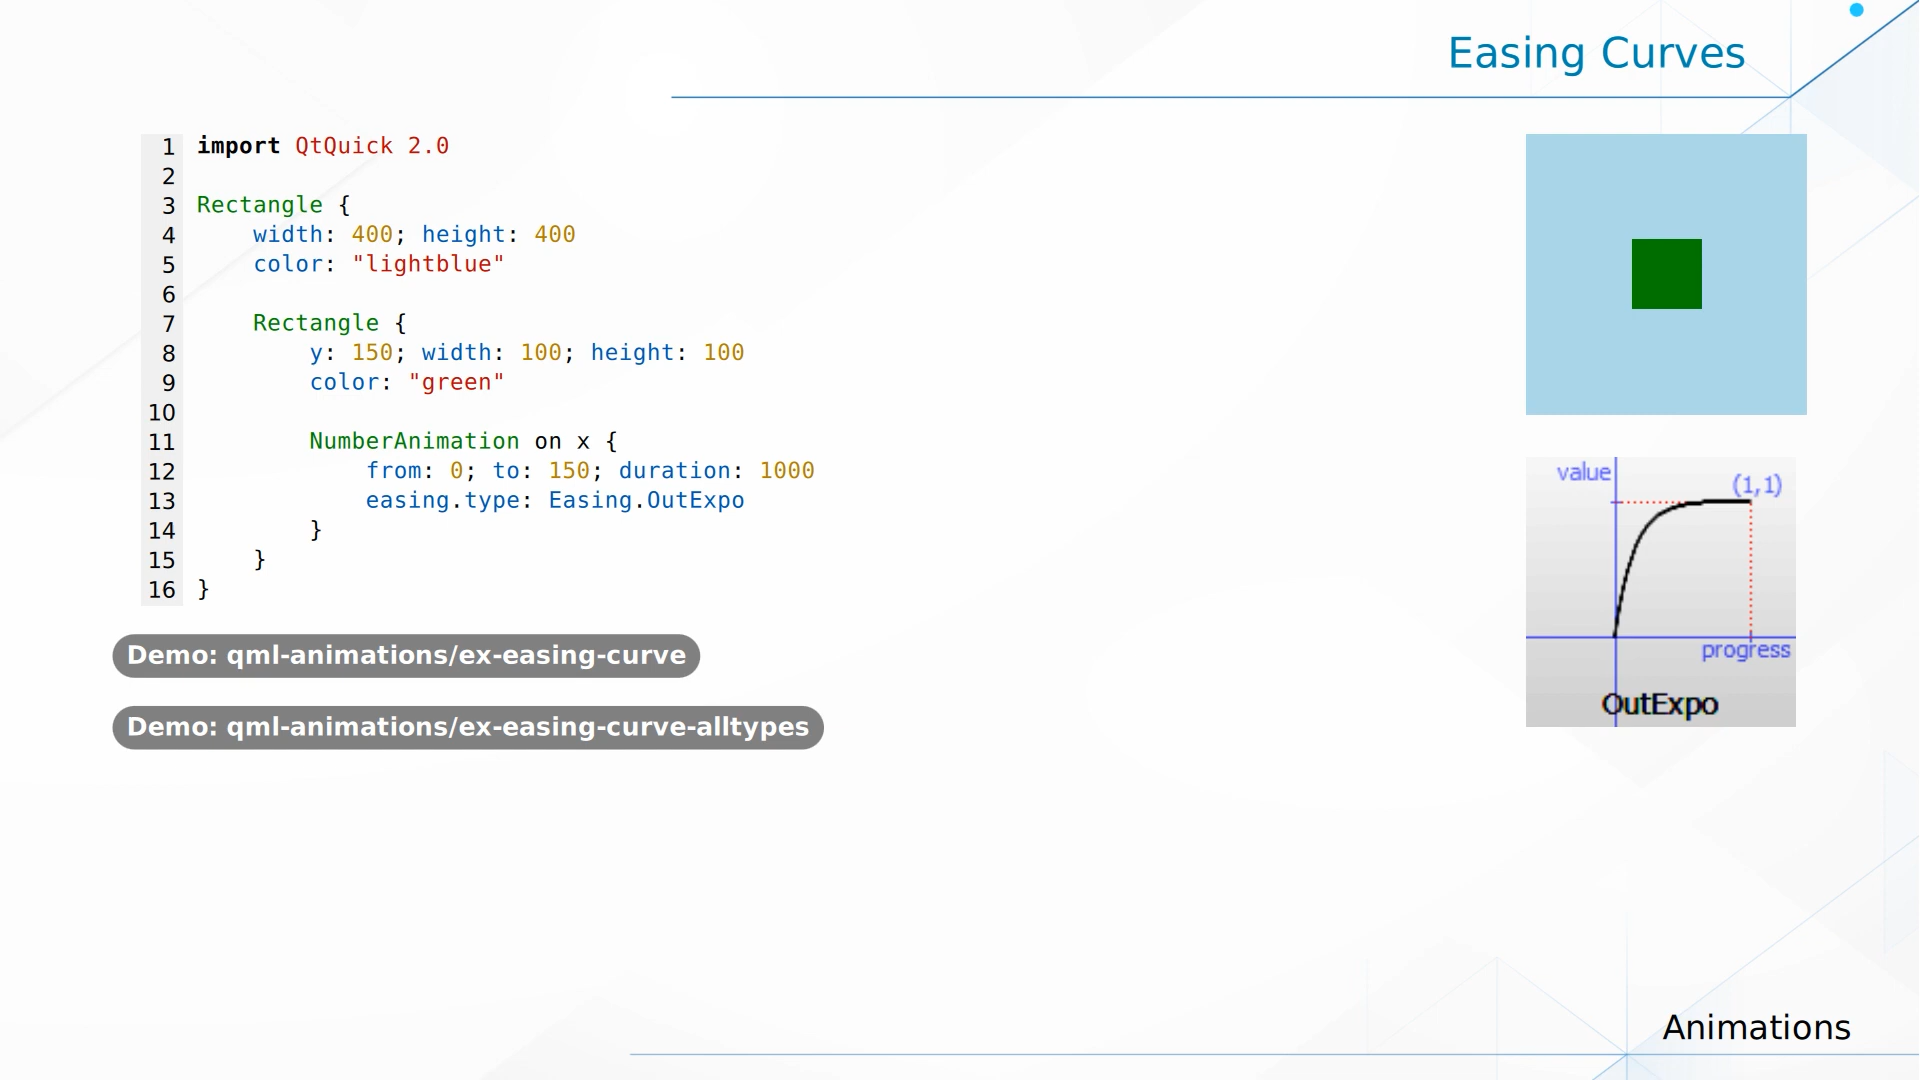 Easing Curves
1 import QtQuick 2.0
2
3 Rectangle {
4     width: 400; height: 400
5     color: "lightblue"
6
7     Rectangle {
8         y: 150; width: 100; height: 100
9         color: "green"
10
11         NumberAnimation on x {
12             from: 0; to: 150; duration: 1000
13             easing.type: Easing.OutExpo
14         }
15     }
16 }
value
(1,1)
progress
OutExpo
Demo: qml-animations/ex-easing-curve
Demo: qml-animations/ex-easing-curve-alltypes
Animations